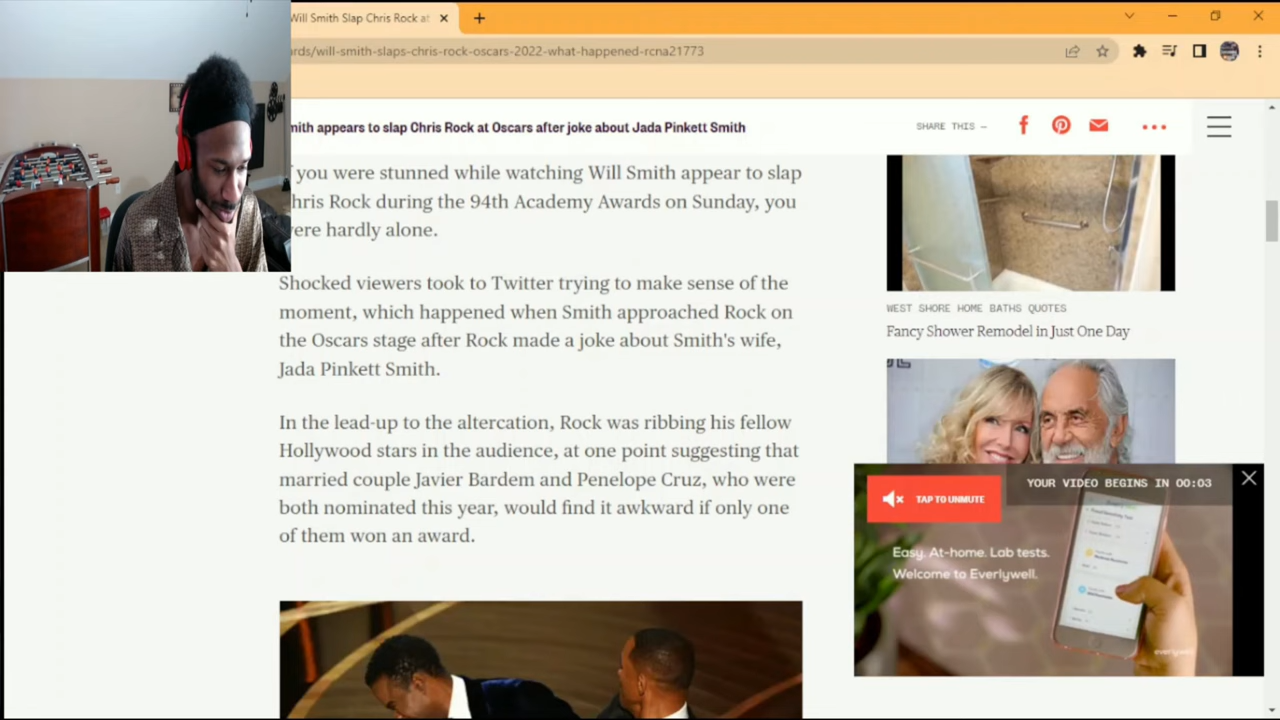 Will Smith Slap Chris Rock at
rds/will-smith-slaps-chris-rock-oscars-2022-what-happened-rcna21773
mith appears to slap Chris Rock at Oscars after joke about Jada Pinkett Smith
SHARE THIS —
you were stunned while watching Will Smith appear to slap
hris Rock during the 94th Academy Awards on Sunday, you
ere hardly alone.
Shocked viewers took to Twitter trying to make sense of the
moment, which happened when Smith approached Rock on
the Oscars stage after Rock made a joke about Smith's wife,
Jada Pinkett Smith.
In the lead-up to the altercation, Rock was ribbing his fellow
Hollywood stars in the audience, at one point suggesting that
married couple Javier Bardem and Penelope Cruz, who were
both nominated this year, would find it awkward if only one
of them won an award.
WEST SHORE HOME BATHS QUOTES
Fancy Shower Remodel in Just One Day
YOUR VIDEO BEGINS IN 00:03
TAP TO UNMUTE
Easy. At-home. Lab tests.
Welcome to Everlywell.
everlywell